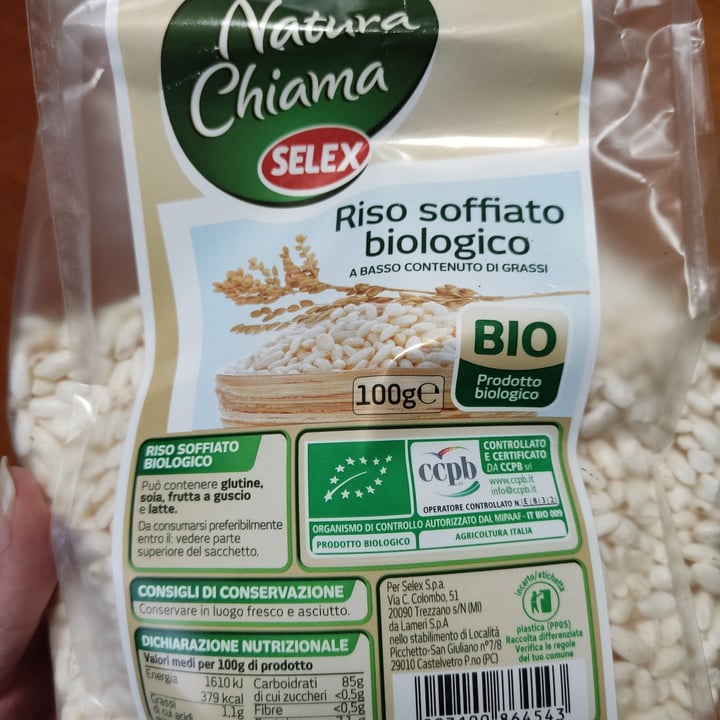 Natura
Chiama
SELEX
Riso soffiato
biologico
A BASSO CONTENUTO DI GRASSI
BIO
Prodotto
biologico
100g℮
RISO SOFFIATO
BIOLOGICO
Può contenere glutine,
soia, frutta a guscio
e latte.
Da consumarsi preferibilmente
entro il: vedere parte
superiore del sacchetto.
ccpb
CONTROLLATO
E CERTIFICATO
DA CCPB srl
www.ccpb.it
info@ccpb.it
OPERATORE CONTROLLATO N. E832
ORGANISMO DI CONTROLLO AUTORIZZATO DAL MIPAAF - IT BIO 009
PRODOTTO BIOLOGICO
AGRICOLTURA ITALIA
CONSIGLI DI CONSERVAZIONE
Conservare in luogo fresco e asciutto.
DICHIARAZIONE NUTRIZIONALE
Valori medi per 100g di prodotto
Energia 1610 kJ
379 kcal
Grassi 1,1g
di cui acidi
Carboidrati 85g
di cui zuccheri <0,5g
Fibre <0,5g
Per Selex S.p.a.
Via C. Colombo, 51
20090 Trezzano s/N (MI)
da Lameri S.p.A
nello stabilimento di Località
Picchetto-San Giuliano n°7/8
29010 Castelvetro P.no (PC)
incarto/etichetta
plastica (PP05)
Raccolta differenziata
Verifica le regole
del tuo comune
864543